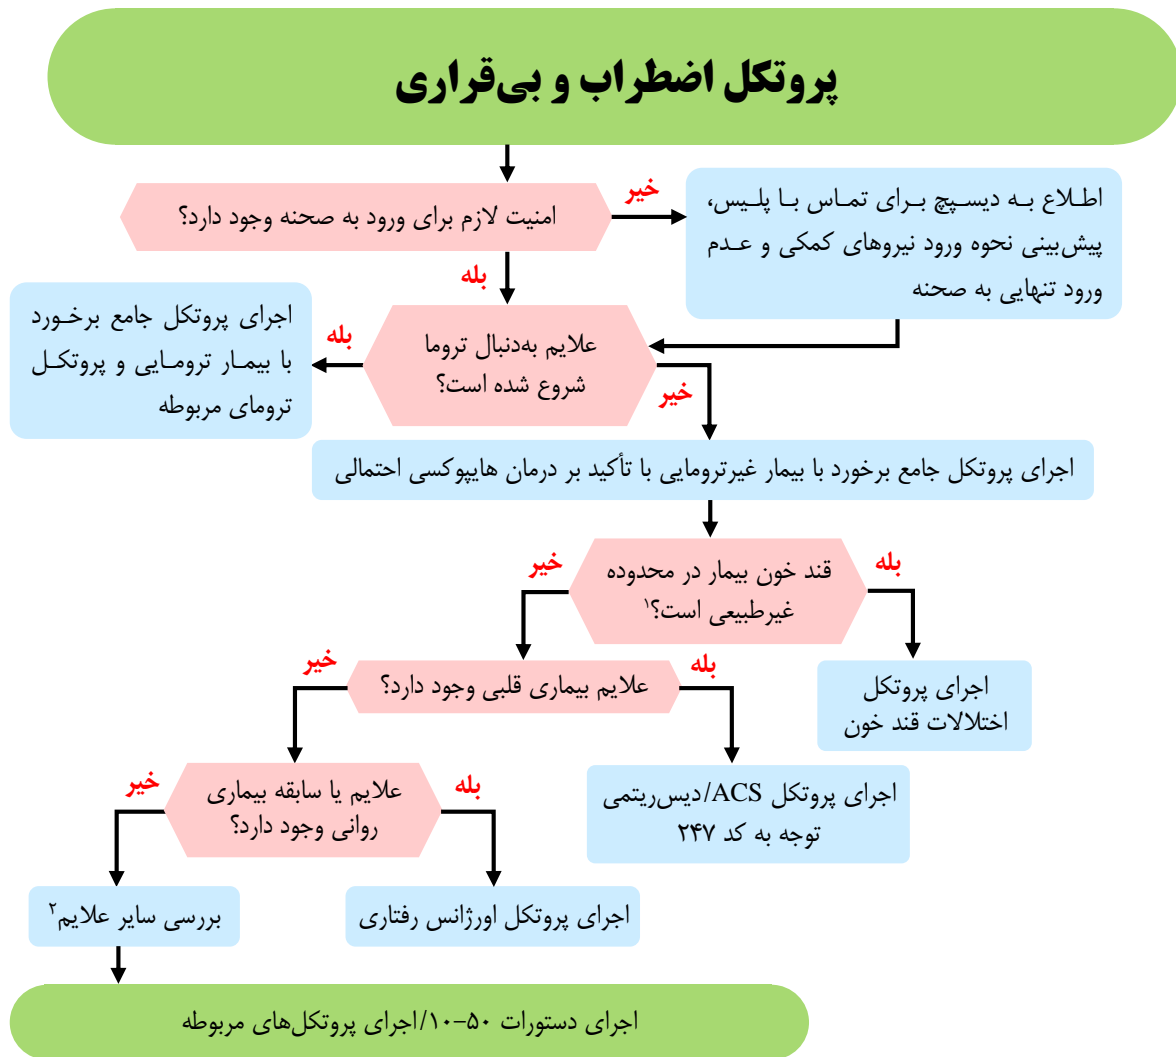 پروتکل اضطراب و بی‌قراری
امنیت لازم برای ورود به صحنه وجود دارد؟
خیر
اطلاع به دیسپچ برای تماس با پلیس،
پیش‌بینی نحوه ورود نیروهای کمکی و عدم
ورود تنهایی به صحنه
بله
علایم به‌دنبال تروما
شروع شده است؟
بله
اجرای پروتکل جامع برخورد
با بیمار ترومایی و پروتکل
ترومای مربوطه
خیر
اجرای پروتکل جامع برخورد با بیمار غیرترومایی با تأکید بر درمان هایپوکسی احتمالی
قند خون بیمار در محدوده
غیرطبیعی است؟۱
بله
اجرای پروتکل
اختلالات قند خون
خیر
علایم بیماری قلبی وجود دارد؟
بله
اجرای پروتکل ACS/دیس‌ریتمی
توجه به کد ۲۴۷
خیر
علایم یا سابقه بیماری
روانی وجود دارد؟
بله
اجرای پروتکل اورژانس رفتاری
خیر
بررسی سایر علایم۲
اجرای دستورات ۵۰-۱۰/اجرای پروتکل‌های مربوطه